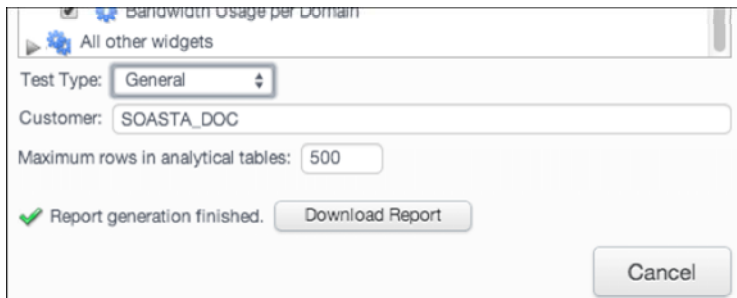 Bandwidth Usage per Domain
All other widgets
Test Type: General
Customer: SOASTA_DOC
Maximum rows in analytical tables: 500
Report generation finished. Download Report
Cancel